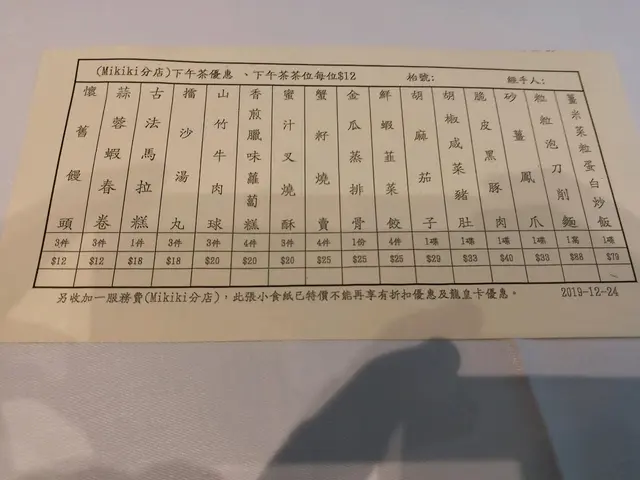 (Mikiki分店)下午茶優惠 、下午茶茶位每位$12 枱號: 經手人:
懷舊饅頭 3件 $12
蒜蓉蝦春卷 3件 $12
古法馬拉糕 1件 $18
擂沙湯丸 3件 $18
山竹牛肉球 3件 $20
香煎臘味蘿蔔糕 4件 $20
蜜汁叉燒酥 3件 $20
蟹籽燒賣 4件 $25
金瓜蒸排骨 1份 $25
鮮蝦韮菜餃 4件 $25
胡麻茄子 1碟 $29
胡椒咸菜豬肚 1碟 $33
脆皮黑豚肉 1碟 $40
砂薑鳳爪 1碟 $33
粒粒泡刀削麵 1窩 $88
薑米菜粒蛋白炒飯 1碟 $79
另收加一服務費(Mikiki分店)，此張小食紙已特價不能再享有折扣優惠及龍皇卡優惠。 2019-12-24